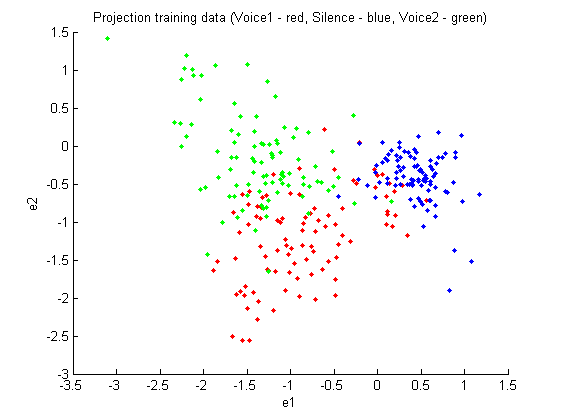 Projection training data (Voice1 - red, Silence - blue, Voice2 - green)
1.5
1
0.5
0
-0.5
-1
-1.5
-2
-2.5
-3
e2
-3.5 -3 -2.5 -2 -1.5 -1 -0.5 0 0.5 1 1.5
e1